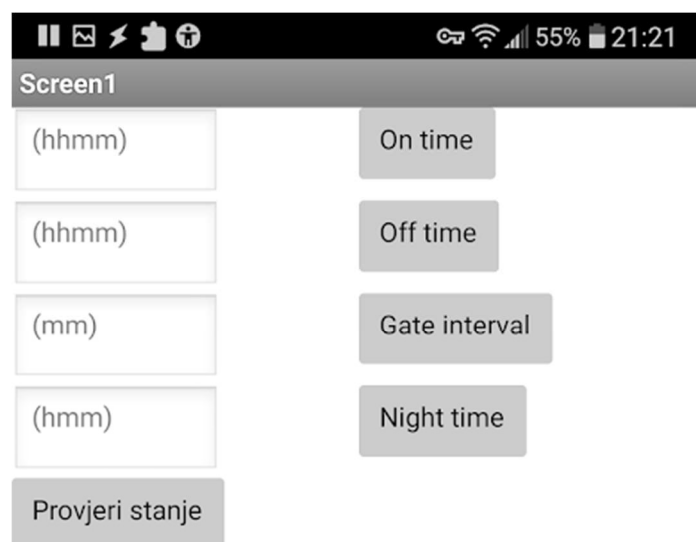 55% 21:21
Screen1
(hhmm) On time
(hhmm) Off time
(mm) Gate interval
(hmm) Night time
Provjeri stanje